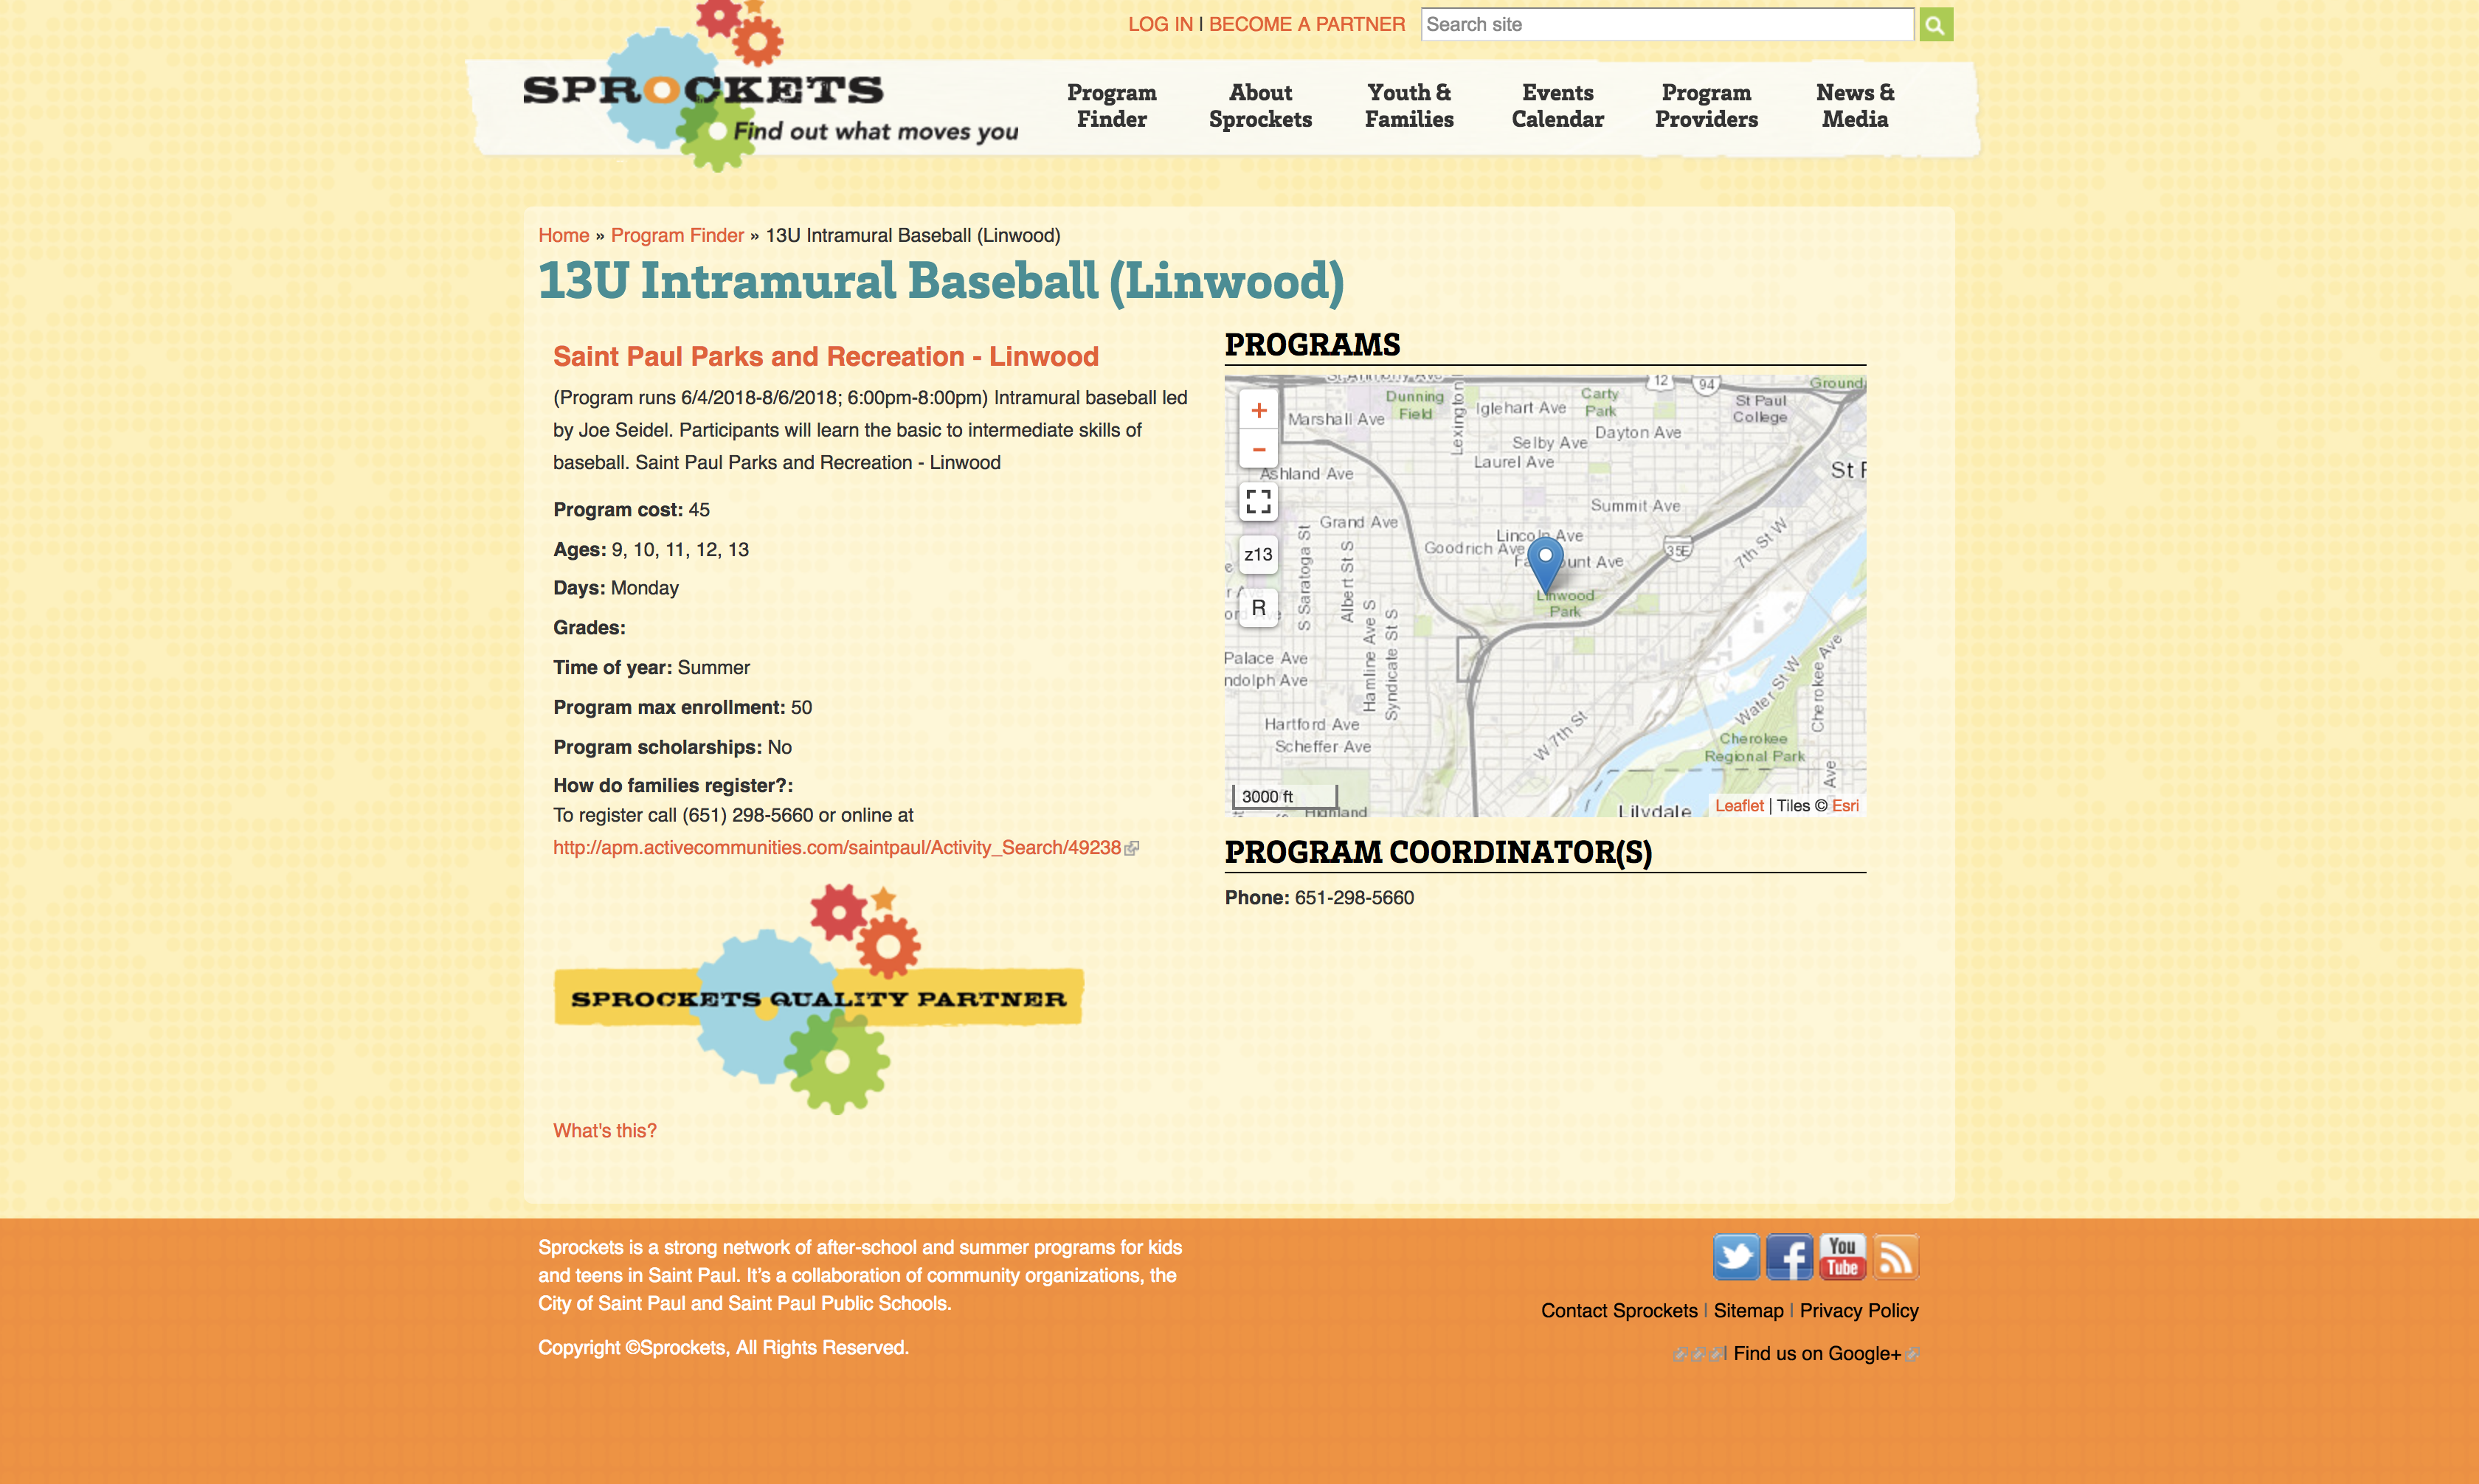 LOG IN | BECOME A PARTNER
Search site
SPROCKETS
Find out what moves you
Program Finder
About Sprockets
Youth & Families
Events Calendar
Program Providers
News & Media
Home » Program Finder » 13U Intramural Baseball (Linwood)
13U Intramural Baseball (Linwood)
Saint Paul Parks and Recreation - Linwood
(Program runs 6/4/2018-8/6/2018; 6:00pm-8:00pm) Intramural baseball led
by Joe Seidel. Participants will learn the basic to intermediate skills of
baseball. Saint Paul Parks and Recreation - Linwood
Program cost: 45
Ages: 9, 10, 11, 12, 13
Days: Monday
Grades:
Time of year: Summer
Program max enrollment: 50
Program scholarships: No
How do families register?:
To register call (651) 298-5660 or online at
http://apm.activecommunities.com/saintpaul/Activity_Search/49238
SPROCKETS QUALITY PARTNER
What's this?
PROGRAMS
+
−
z13
R
12
94
Ground
Dunning Field
Carty Park
St Paul College
Marshall Ave
Lexington
Iglehart Ave
Dayton Ave
Selby Ave
Laurel Ave
Ashland Ave
Summit Ave
Grand Ave
Lincoln Ave
Goodrich Ave
35E
7th St W
S Saratoga St
Albert St S
Linwood Park
Hamline Ave S
Syndicate St S
Palace Ave
ndolph Ave
Water St W
Cherokee Ave
Hartford Ave
Scheffer Ave
W 7th St
Cherokee Regional Park
Ave
3000 ft
Highland
Lilydale
Leaflet | Tiles © Esri
PROGRAM COORDINATOR(S)
Phone: 651-298-5660
Sprockets is a strong network of after-school and summer programs for kids
and teens in Saint Paul. It's a collaboration of community organizations, the
City of Saint Paul and Saint Paul Public Schools.
Copyright ©Sprockets, All Rights Reserved.
You Tube
Contact Sprockets | Sitemap | Privacy Policy
| Find us on Google+